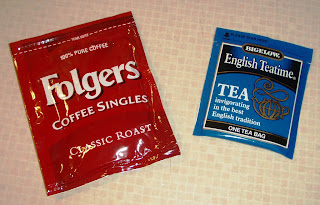 100% PURE COFFEE
Folgers
COFFEE SINGLES
CLASSIC ROAST
BIGELOW
English Teatime
TEA
invigorating
in the best
English tradition
ONE TEA BAG